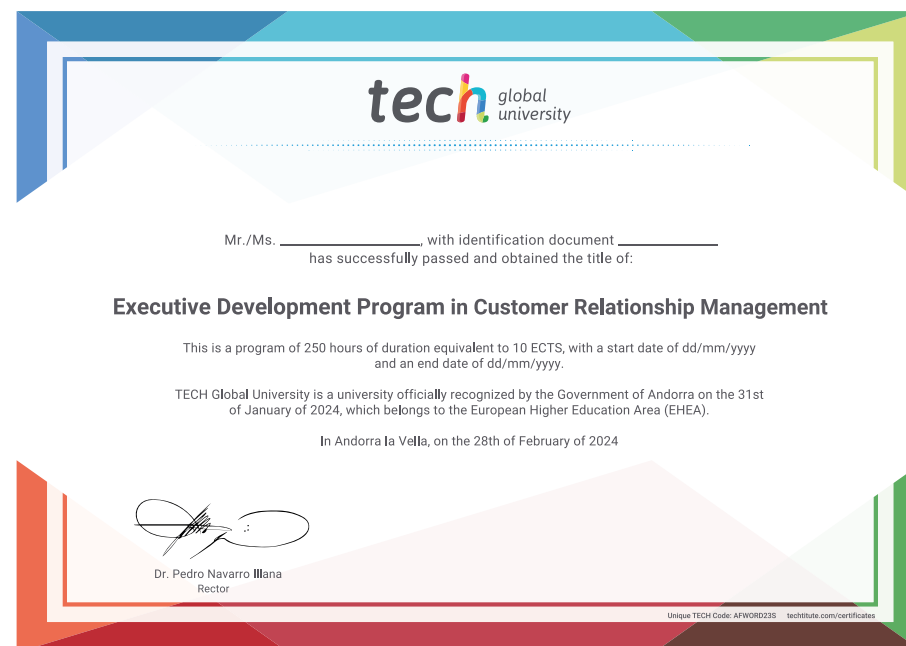 tech global
university
Mr./Ms. ____________, with identification document ____________
has successfully passed and obtained the title of:
Executive Development Program in Customer Relationship Management
This is a program of 250 hours of duration equivalent to 10 ECTS, with a start date of dd/mm/yyyy
and an end date of dd/mm/yyyy.
TECH Global University is a university officially recognized by the Government of Andorra on the 31st
of January of 2024, which belongs to the European Higher Education Area (EHEA).
In Andorra la Vella, on the 28th of February of 2024
Dr. Pedro Navarro Illana
Rector
Unique TECH Code: AFWORD23S techtitute.com/certificates